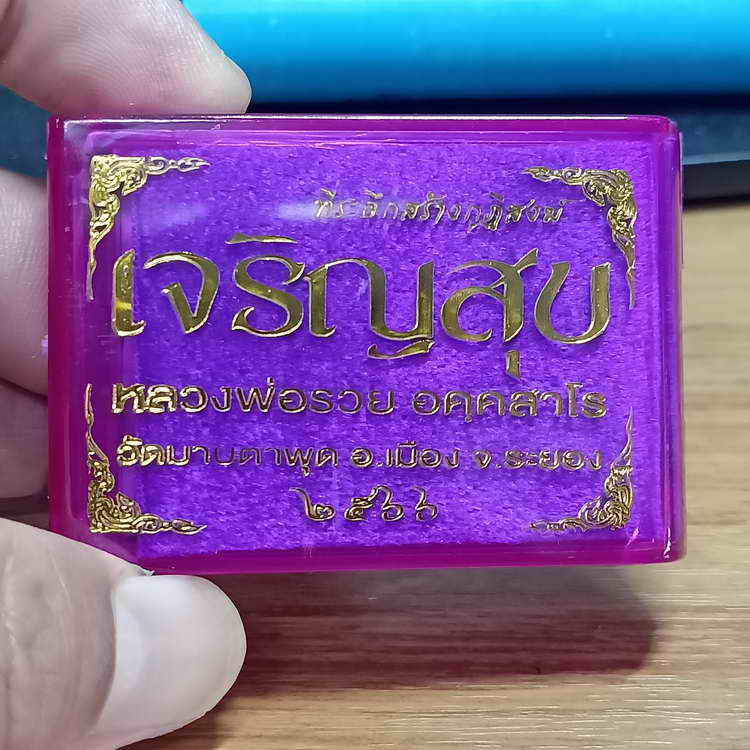 ที่ระลึกสร้างกุฏิสงฆ์
เจริญสุข
หลวงพ่อรวย อคฺคสาโร
วัดมาบตาพุด อ.เมือง จ.ระยอง
๒๕๖๖